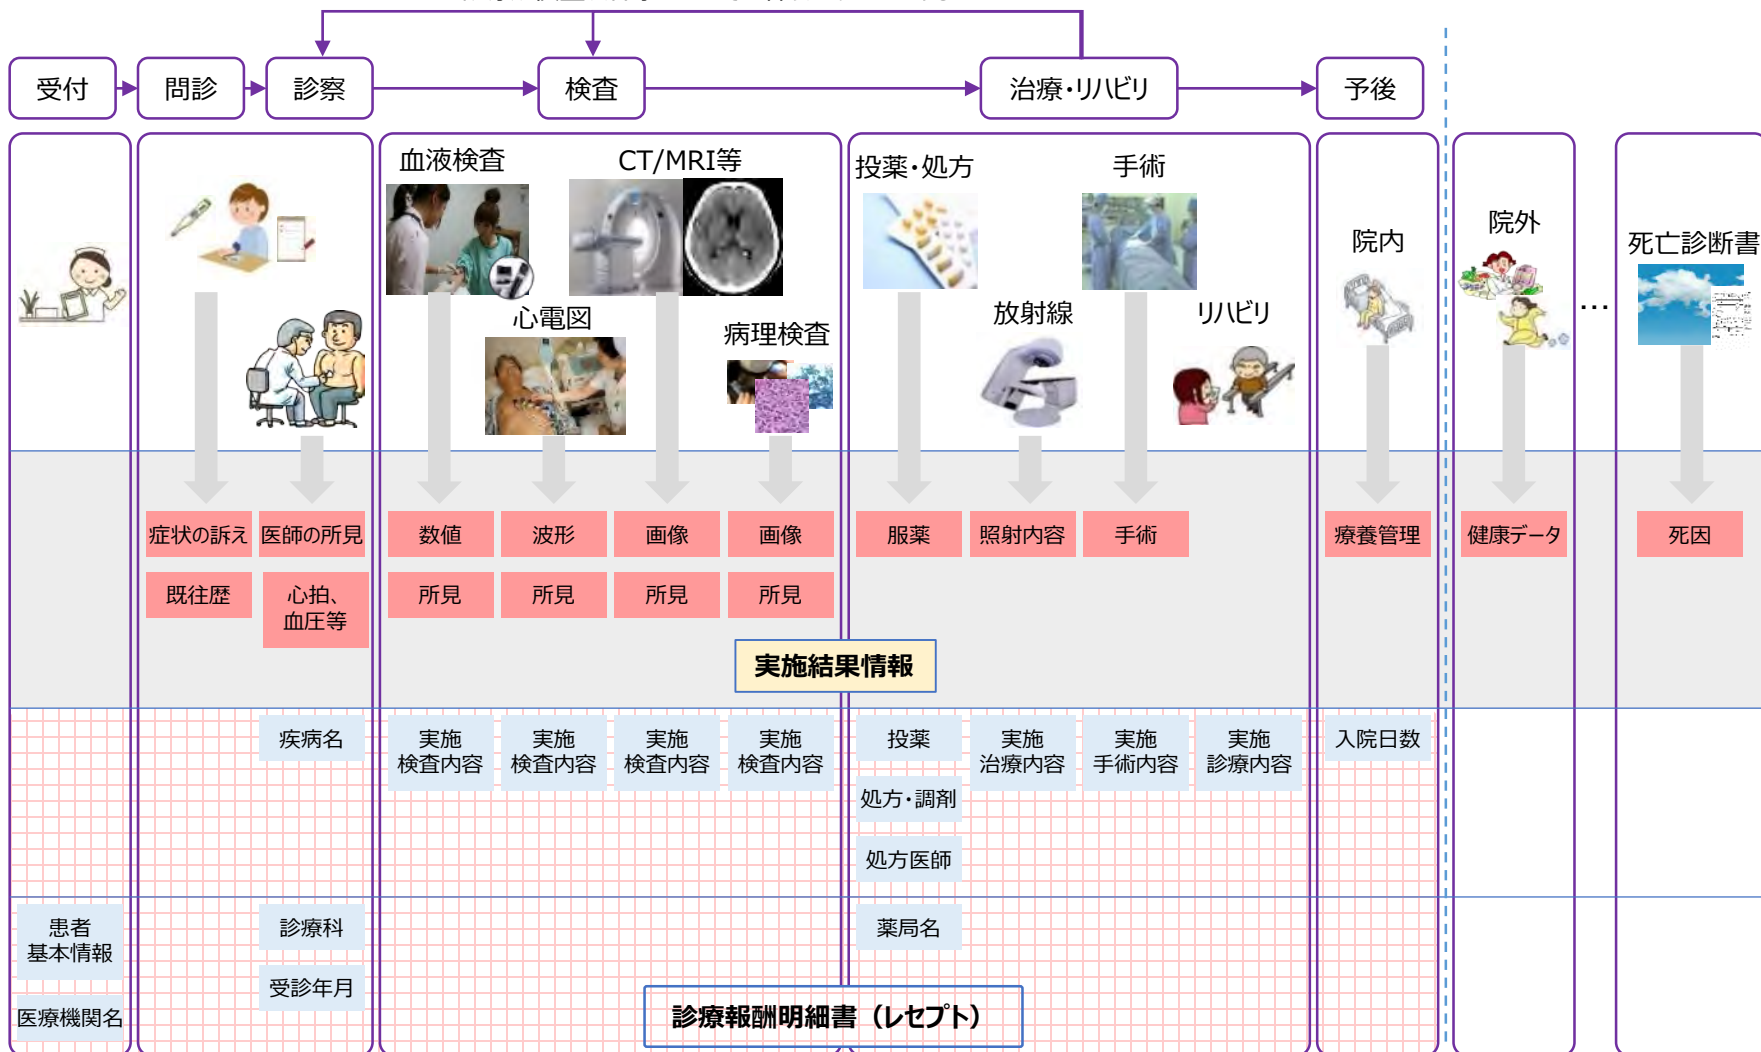 受付
問診
診察
検査
治療・リハビリ
予後
血液検査
CT/MRI等
心電図
病理検査
投薬・処方
手術
放射線
リハビリ
院内
院外
…
死亡診断書
症状の訴え
医師の所見
数値
波形
画像
画像
服薬
照射内容
手術
療養管理
健康データ
死因
既往歴
心拍、
血圧等
所見
所見
所見
所見
実施結果情報
疾病名
実施
検査内容
実施
検査内容
実施
検査内容
実施
検査内容
投薬
実施
治療内容
実施
手術内容
実施
診療内容
入院日数
処方・調剤
処方医師
患者
基本情報
診療科
薬局名
受診年月
医療機関名
診療報酬明細書（レセプト）